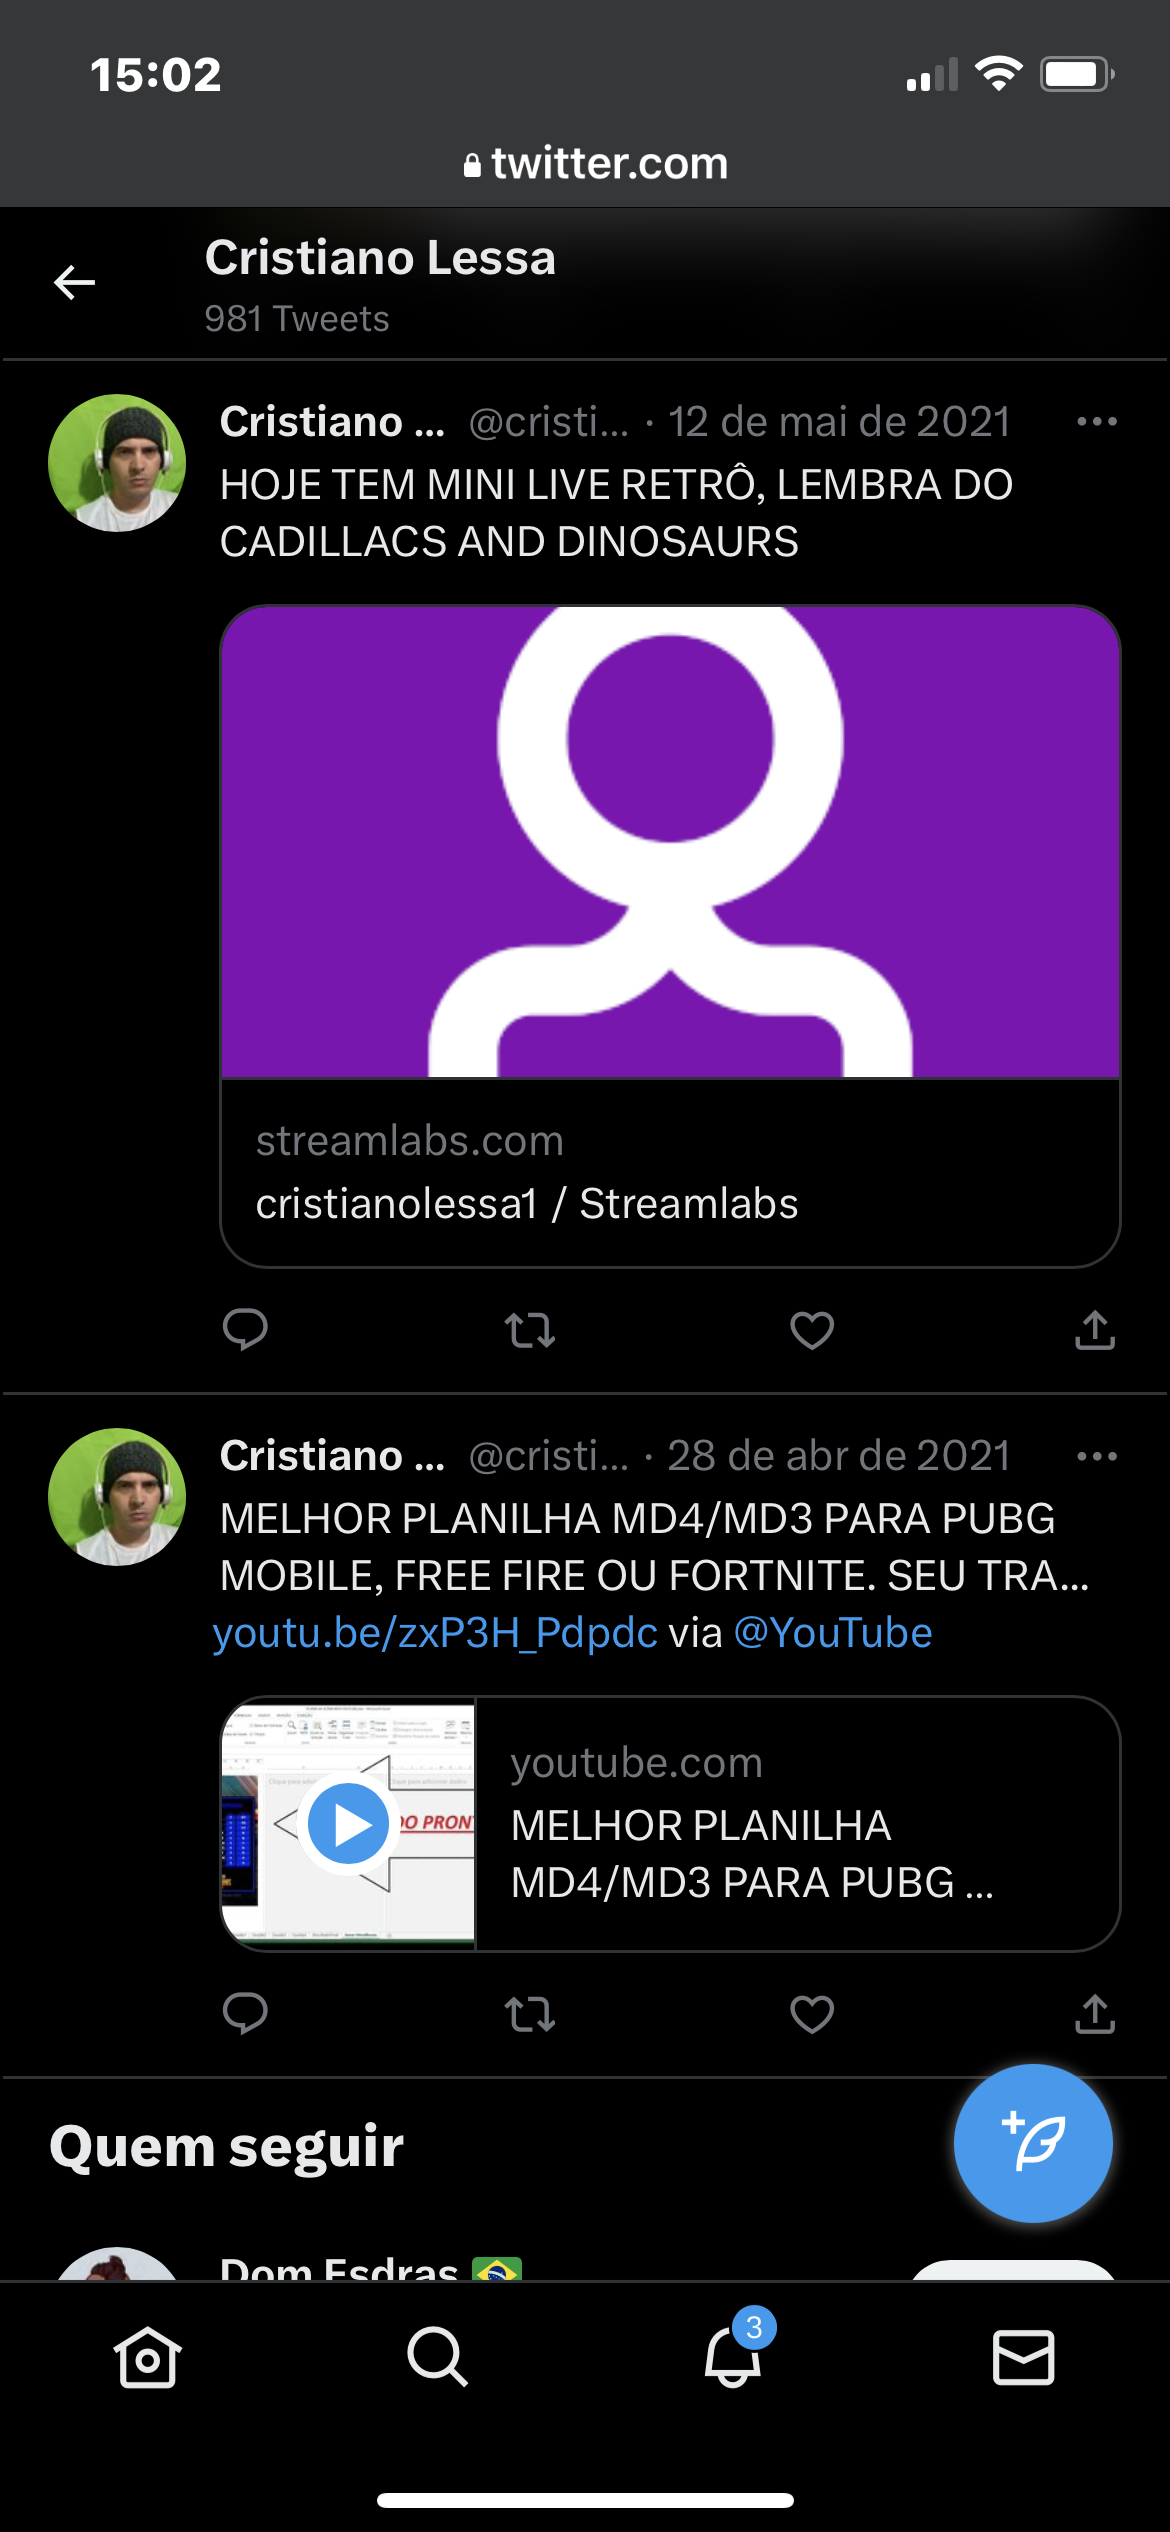 15:02
twitter.com
Cristiano Lessa
981 Tweets
Cristiano ... @cristi... · 12 de mai de 2021
HOJE TEM MINI LIVE RETRÔ, LEMBRA DO
CADILLACS AND DINOSAURS
streamlabs.com
cristianolessa1 / Streamlabs
Cristiano ... @cristi... · 28 de abr de 2021
MELHOR PLANILHA MD4/MD3 PARA PUBG
MOBILE, FREE FIRE OU FORTNITE. SEU TRA...
youtu.be/zxP3H_Pdpdc via @YouTube
DO PRON
youtube.com
MELHOR PLANILHA
MD4/MD3 PARA PUBG ...
Quem seguir
Dom Esdras
3